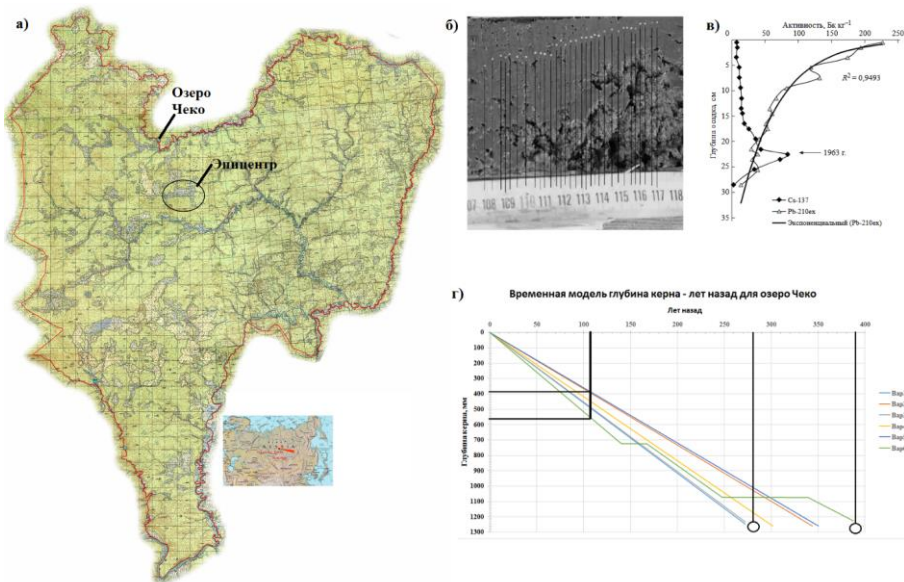 а)
Озеро
Чеко
Эпицентр
б)
07 108 109 110 111 112 113 114 115 116 117 118
в)
Активность, Бк кг⁻¹
0 50 100 150 200 250
Глубина осадка, см
5
10
15
20
25
30
35
R² = 0,9493
1963 г.
Cs-137
Pb-210ex
Экспоненциальный (Pb-210ex)
г)
Временная модель глубина керна - лет назад для озеро Чеко
Лет назад
0 50 100 150 200 250 300 350 400
Глубина керна, мм
0
100
200
300
400
500
600
700
800
900
1000
1100
1200
1300